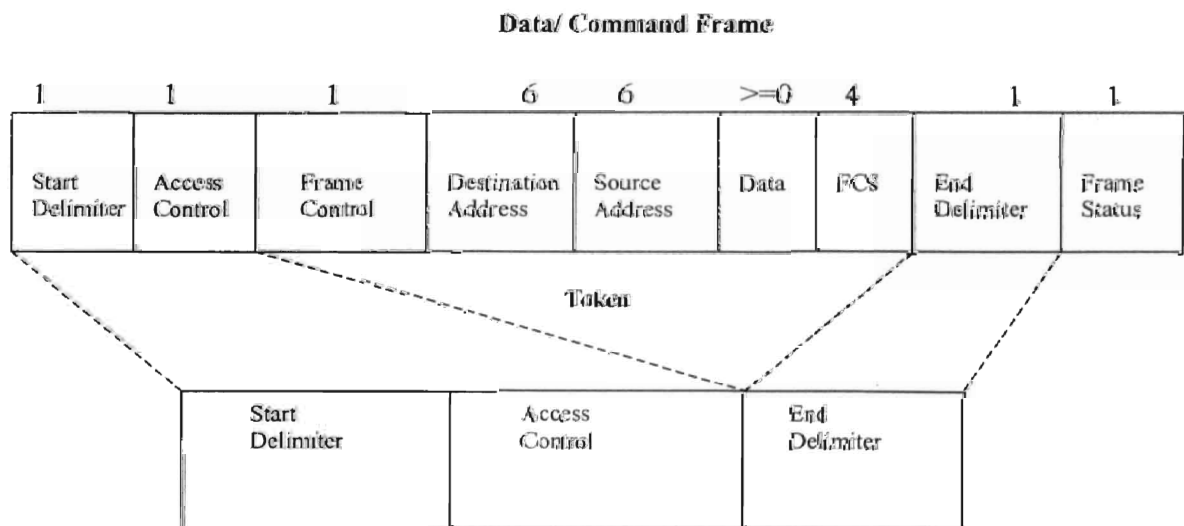 Data/ Command Frame
1 1 1 6 6 >=0 4 1 1
Start Delimiter
Access Control
Frame Control
Destination Address
Source Address
Data
FCS
End Delimiter
Frame Status
Token
Start Delimiter
Access Control
End Delimiter